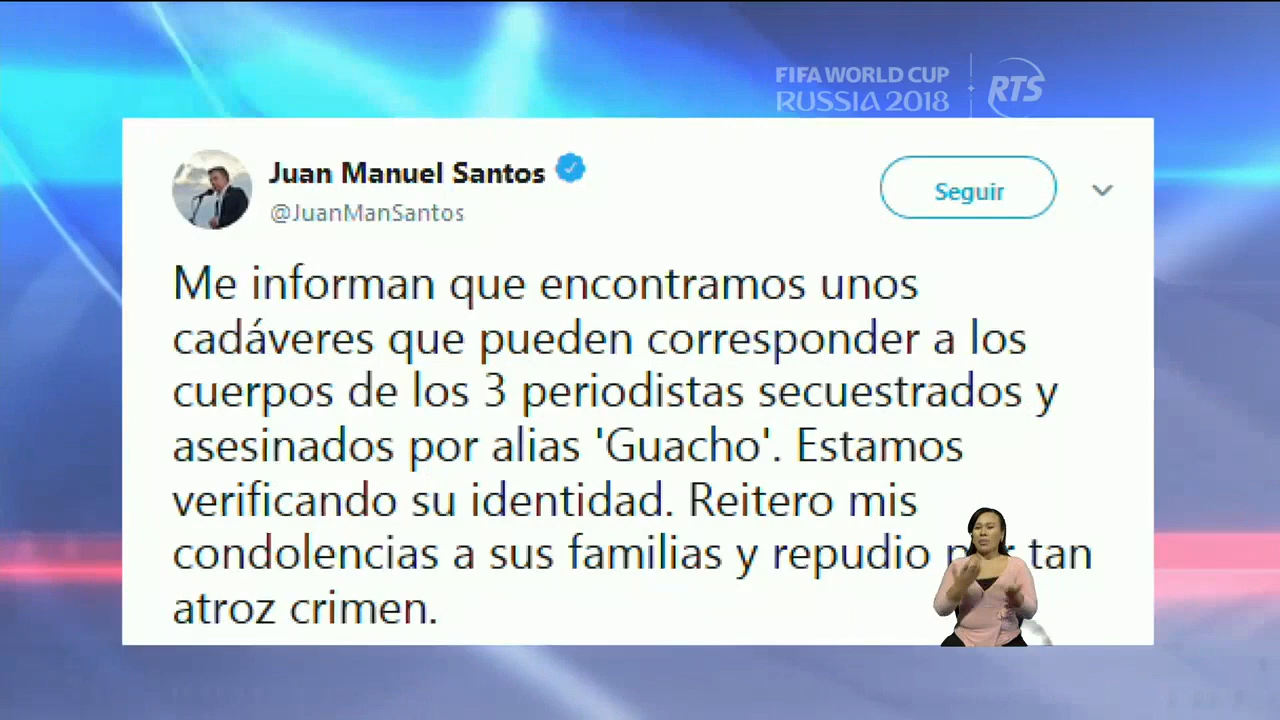 FIFA WORLD CUP
RUSSIA 2018
RTS
Juan Manuel Santos
@JuanManSantos
Seguir
Me informan que encontramos unos
cadáveres que pueden corresponder a los
cuerpos de los 3 periodistas secuestrados y
asesinados por alias 'Guacho'. Estamos
verificando su identidad. Reitero mis
condolencias a sus familias y repudio por tan
atroz crimen.